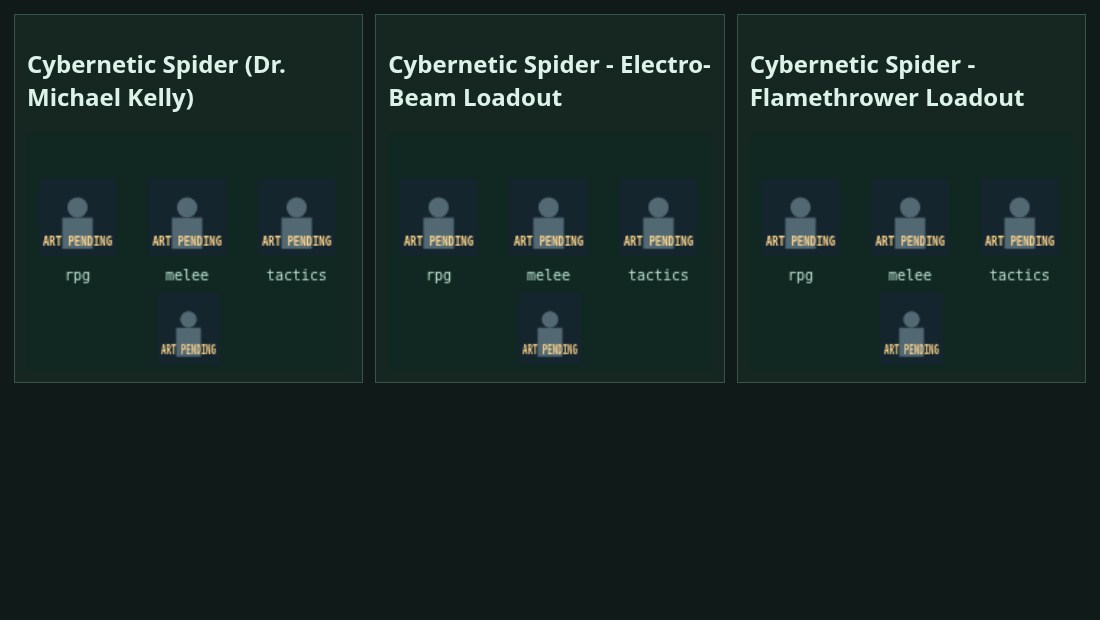 Cybernetic Spider (Dr.
Michael Kelly)
ART PENDING
ART PENDING
ART PENDING
rpg
melee
tactics
ART PENDING
Cybernetic Spider - Electro-
Beam Loadout
ART PENDING
ART PENDING
ART PENDING
rpg
melee
tactics
ART PENDING
Cybernetic Spider -
Flamethrower Loadout
ART PENDING
ART PENDING
ART PENDING
rpg
melee
tactics
ART PENDING